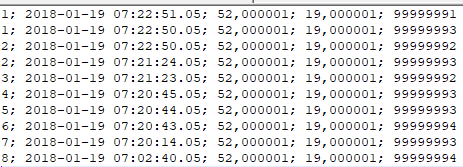 1; 2018-01-19 07:22:51.05; 52,000001; 19,000001; 99999991
1; 2018-01-19 07:22:50.05; 52,000001; 19,000001; 99999993
2; 2018-01-19 07:22:50.05; 52,000001; 19,000001; 99999992
2; 2018-01-19 07:21:24.05; 52,000001; 19,000001; 99999993
3; 2018-01-19 07:21:23.05; 52,000001; 19,000001; 99999992
4; 2018-01-19 07:20:45.05; 52,000001; 19,000001; 99999993
5; 2018-01-19 07:20:44.05; 52,000001; 19,000001; 99999993
6; 2018-01-19 07:20:43.05; 52,000001; 19,000001; 99999994
7; 2018-01-19 07:20:14.05; 52,000001; 19,000001; 99999993
8; 2018-01-19 07:02:40.05; 52,000001; 19,000001; 99999994